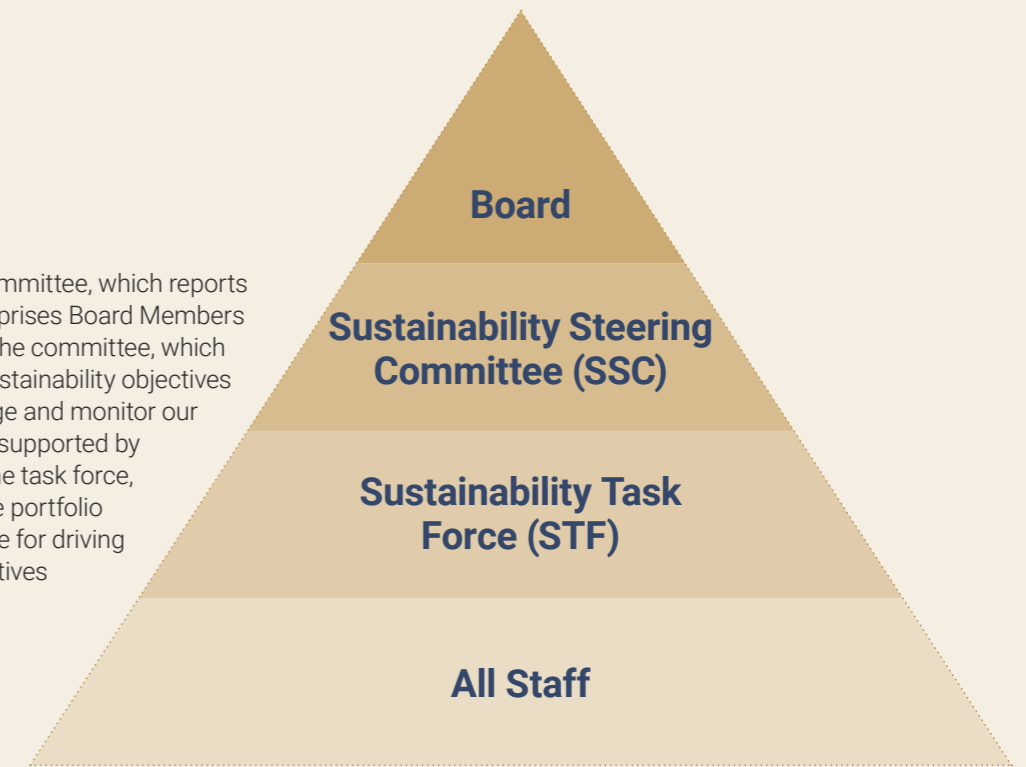 Board
mmittee, which reports
prises Board Members
he committee, which
stainability objectives
ge and monitor our
supported by
e task force,
e portfolio
e for driving
tives
Sustainability Steering
Committee (SSC)
Sustainability Task
Force (STF)
All Staff